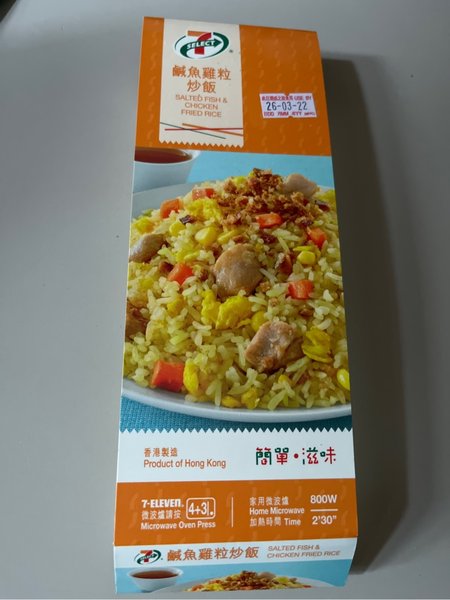 7
SELECT
鹹魚雞粒
炒飯
SALTED FISH &
CHICKEN
FRIED RICE
26-03-22
簡單·滋味
香港製造
Product of Hong Kong
7-ELEVEN
微波爐請按
4+3
Microwave Oven Press
家用微波爐
Home Microwave
加熱時間 Time
800W
2'30"
SELECT
鹹魚雞粒炒飯
SALTED FISH &
CHICKEN FRIED RICE